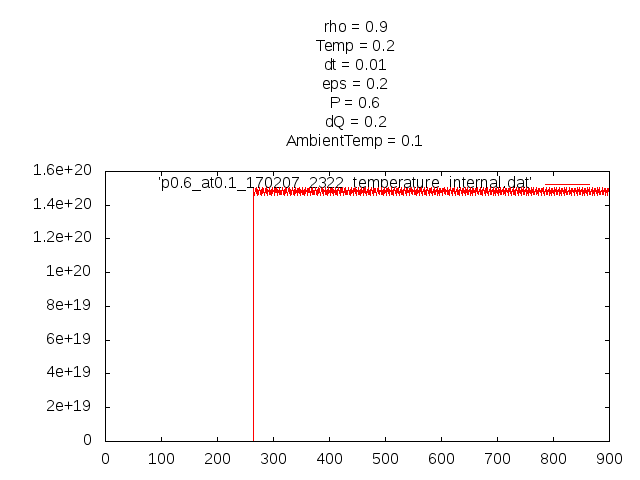 rho = 0.9
Temp = 0.2
dt = 0.01
eps = 0.2
P = 0.6
dQ = 0.2
AmbientTemp = 0.1
1.6e+20
'p0.6_at0.1_170207_2322_temperature_internal.dat'
1.4e+20
1.2e+20
1e+20
8e+19
6e+19
4e+19
2e+19
0
0 100 200 300 400 500 600 700 800 900